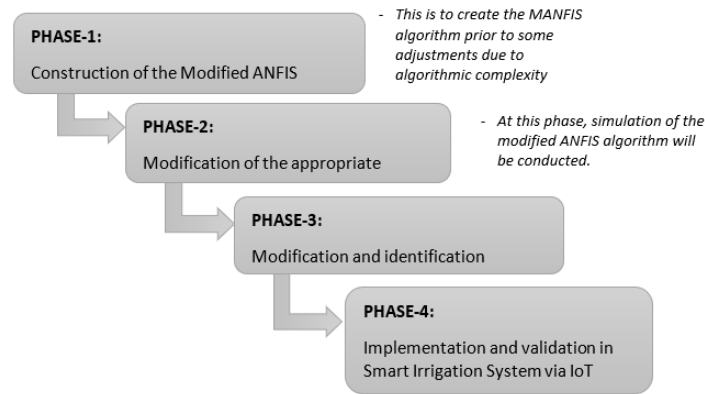 PHASE-1:
Construction of the Modified ANFIS
- This is to create the MANFIS
algorithm prior to some
adjustments due to
algorithmic complexity
PHASE-2:
Modification of the appropriate
- At this phase, simulation of the
modified ANFIS algorithm will
be conducted.
PHASE-3:
Modification and identification
PHASE-4:
Implementation and validation in
Smart Irrigation System via IoT